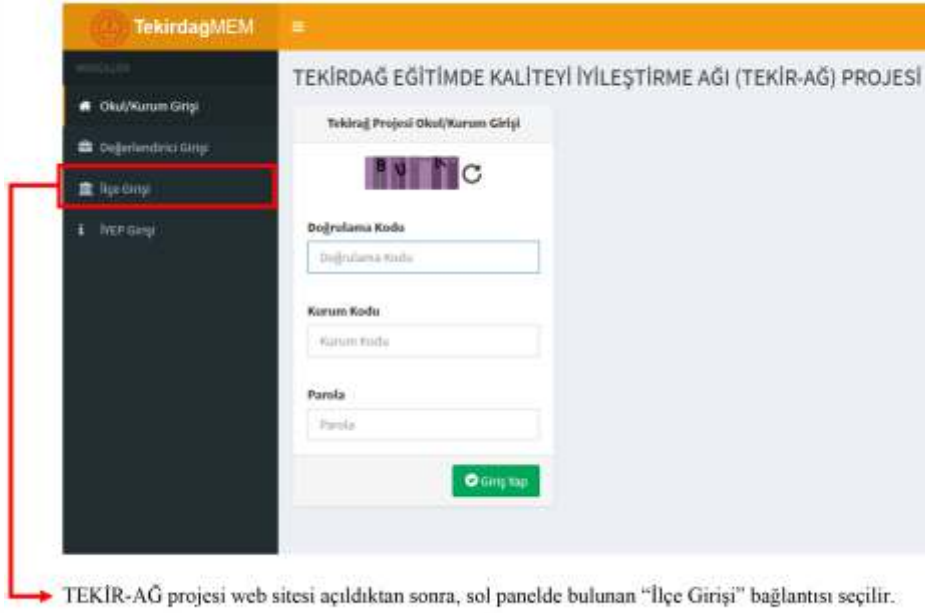 TekirdagMEM
TEKİRDAĞ EĞİTİMDE KALİTEYİ İYİLEŞTİRME AĞI (TEKİR-AĞ) PROJESİ
Okul/Kurum Girişi
Değerlendirici Girişi
İlçe Girişi
İYEP Girişi
Tekirağ Projesi Okul/Kurum Girişi
Doğrulama Kodu
Doğrulama Kodu
Kurum Kodu
Kurum Kodu
Parola
Parola
Giriş Yap
TEKİR-AĞ projesi web sitesi açıldıktan sonra, sol panelde bulunan “İlçe Girişi” bağlantısı seçilir.